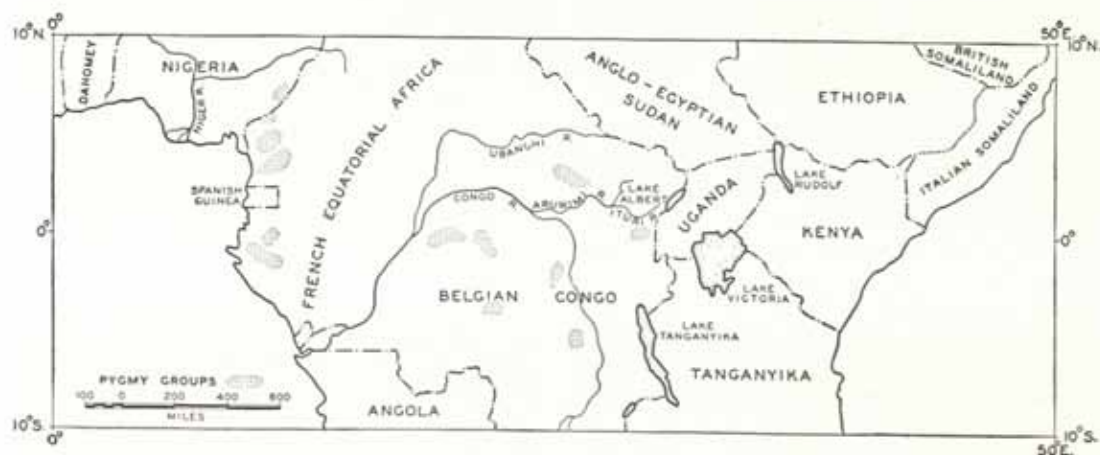 0°
50°E.
10°N.
10°N.
DAHOMEY
NIGERIA
NIGER R.
FRENCH EQUATORIAL AFRICA
ANGLO-EGYPTIAN
SUDAN
ETHIOPIA
BRITISH
SOMALILAND
ITALIAN SOMALILAND
UBANGHI R.
SPANISH
GUINEA
CONGO R.
ARUWIMI R.
ITURI R.
LAKE
ALBERT
UGANDA
LAKE
RUDOLF
KENYA
0°
0°
BELGIAN CONGO
LAKE
VICTORIA
LAKE
TANGANYIKA
TANGANYIKA
ANGOLA
PYGMY GROUPS
100 0 200 400 600
MILES
10°S.
10°S.
0°
50°E.